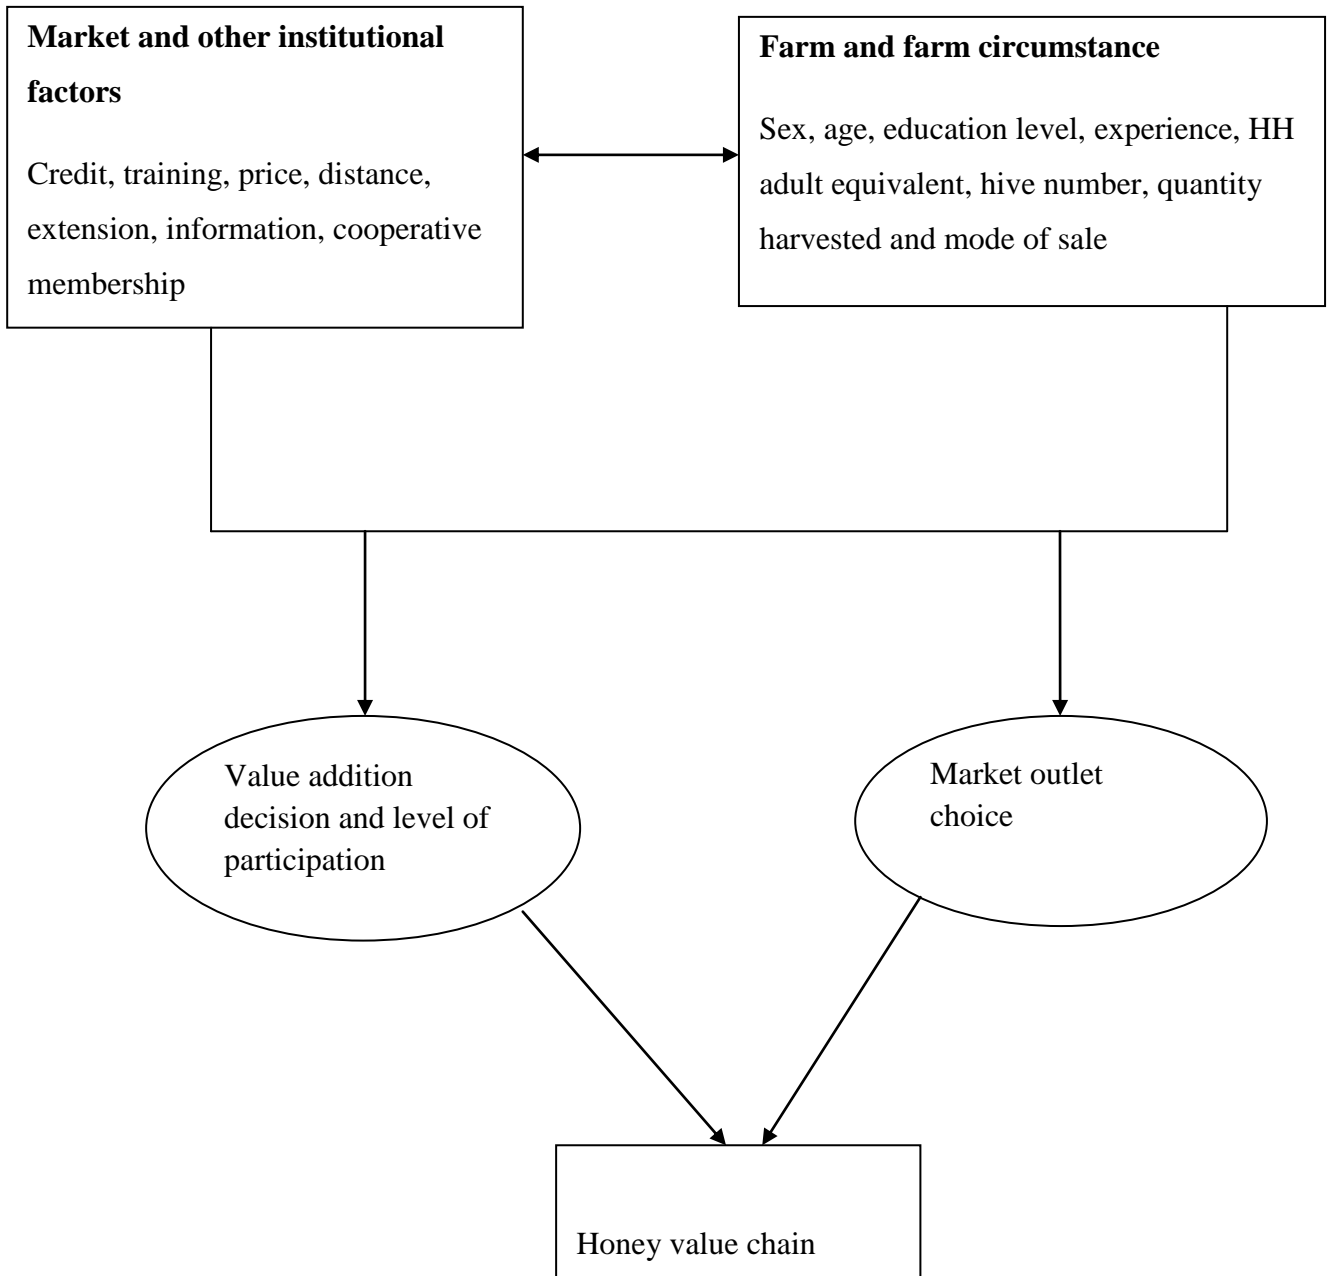 Market and other institutional
factors
Credit, training, price, distance,
extension, information, cooperative
membership
Farm and farm circumstance
Sex, age, education level, experience, HH
adult equivalent, hive number, quantity
harvested and mode of sale
Value addition
decision and level of
participation
Market outlet
choice
Honey value chain